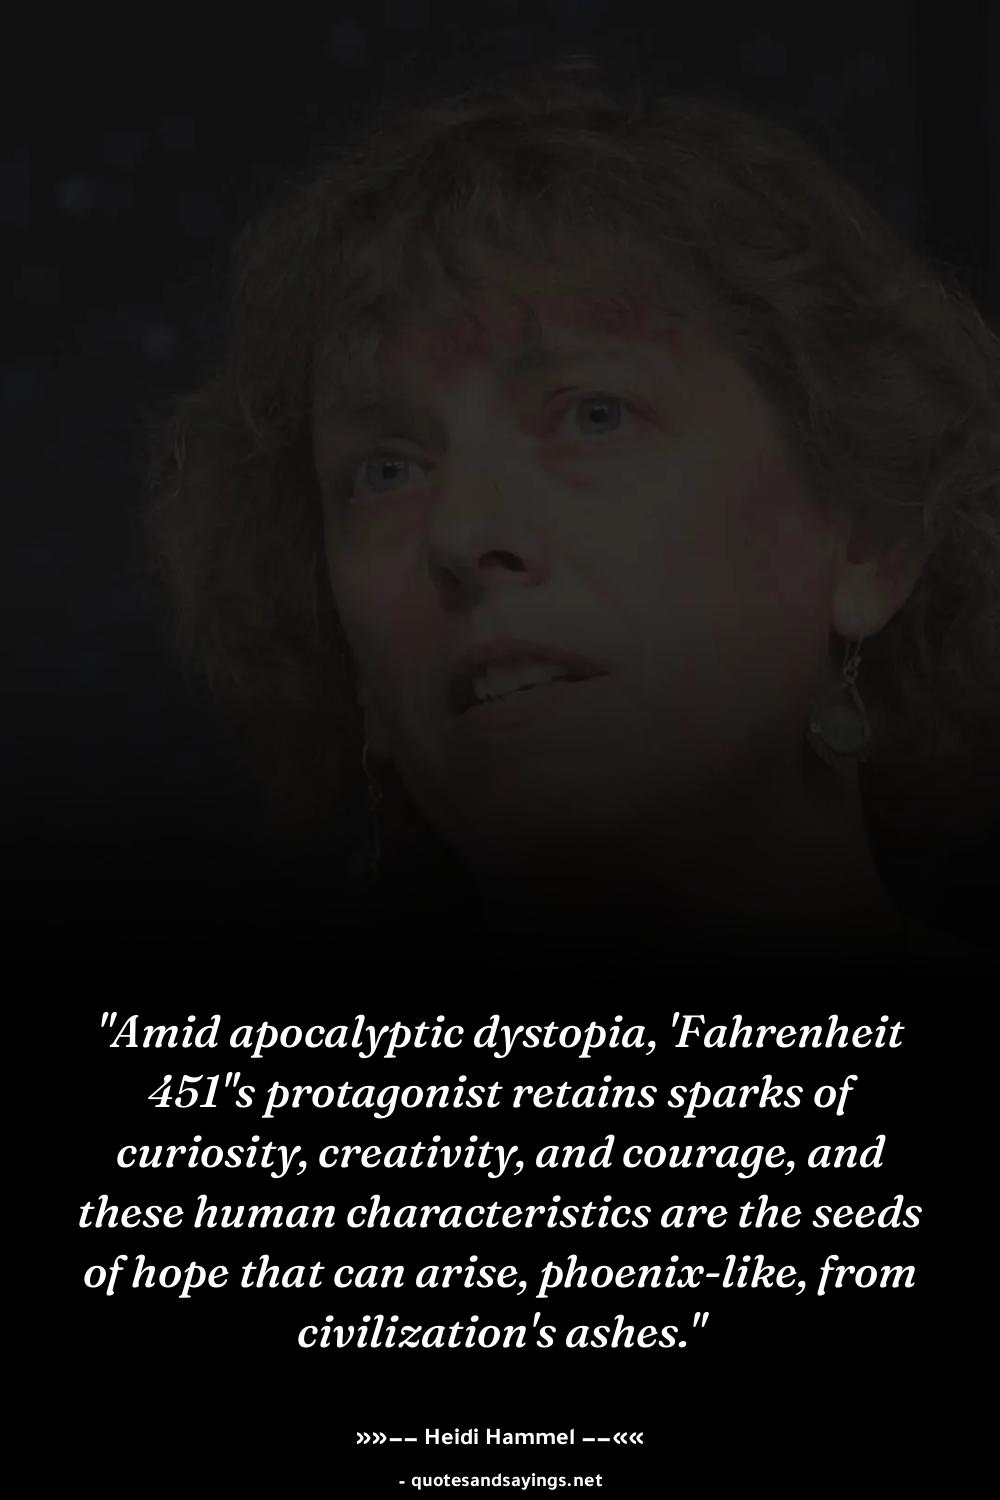 "Amid apocalyptic dystopia, 'Fahrenheit
451''s protagonist retains sparks of
curiosity, creativity, and courage, and
these human characteristics are the seeds
of hope that can arise, phoenix-like, from
civilization's ashes."
»»−− Heidi Hammel −−««
- quotesandsayings.net